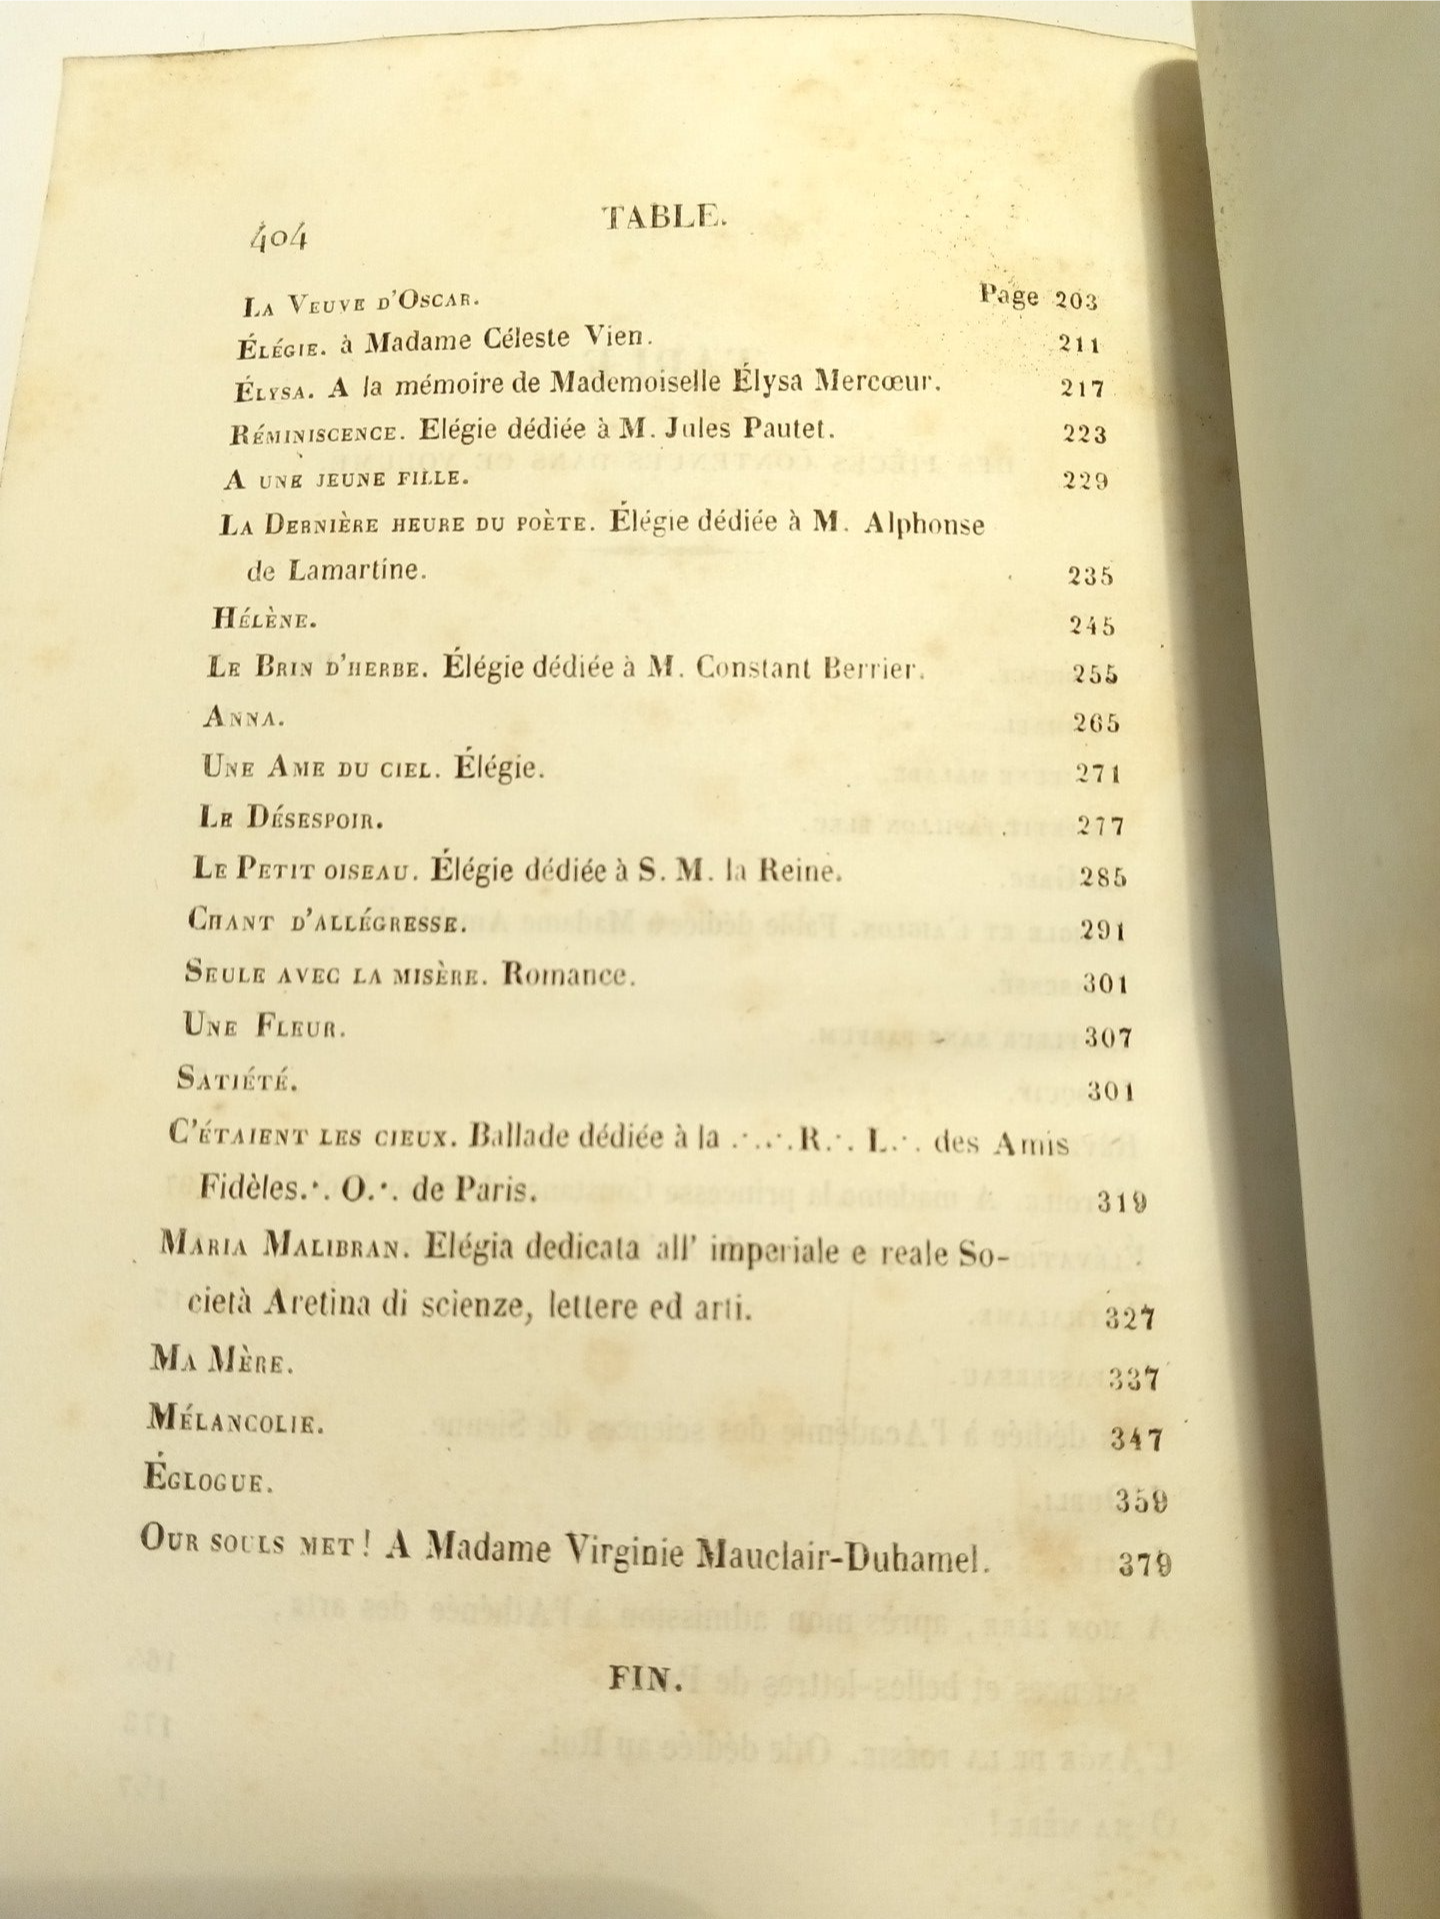 404 TABLE.
LA VEUVE D'OSCAR. Page 203
ÉLÉGIE. à Madame Céleste Vien. 211
ÉLYSA. A la mémoire de Mademoiselle Élysa Mercœur. 217
RÉMINISCENCE. Elégie dédiée à M. Jules Pautet. 223
A UNE JEUNE FILLE. 229
LA DERNIÈRE HEURE DU POÈTE. Élégie dédiée à M. Alphonse
de Lamartine. 235
HÉLÈNE. 245
LE BRIN D'HERBE. Élégie dédiée à M. Constant Berrier. 255
ANNA. 265
UNE AME DU CIEL. Élégie. 271
LE DÉSESPOIR. 277
LE PETIT OISEAU. Élégie dédiée à S. M. la Reine. 285
CHANT D'ALLÉGRESSE. 291
SEULE AVEC LA MISÈRE. Romance. 301
UNE FLEUR. 307
SATIÉTÉ. 301
C'ÉTAIENT LES CIEUX. Ballade dédiée à la .·..·. R.·. L.·. des Amis
Fidèles.·. O.·. de Paris. 319
MARIA MALIBRAN. Elégia dedicata all' imperiale e reale So-
cietà Aretina di scienze, lettere ed arti. 327
MA MÈRE. 337
MÉLANCOLIE. 347
ÉGLOGUE. 359
OUR SOULS MET! A Madame Virginie Mauclair-Duhamel. 379
FIN.